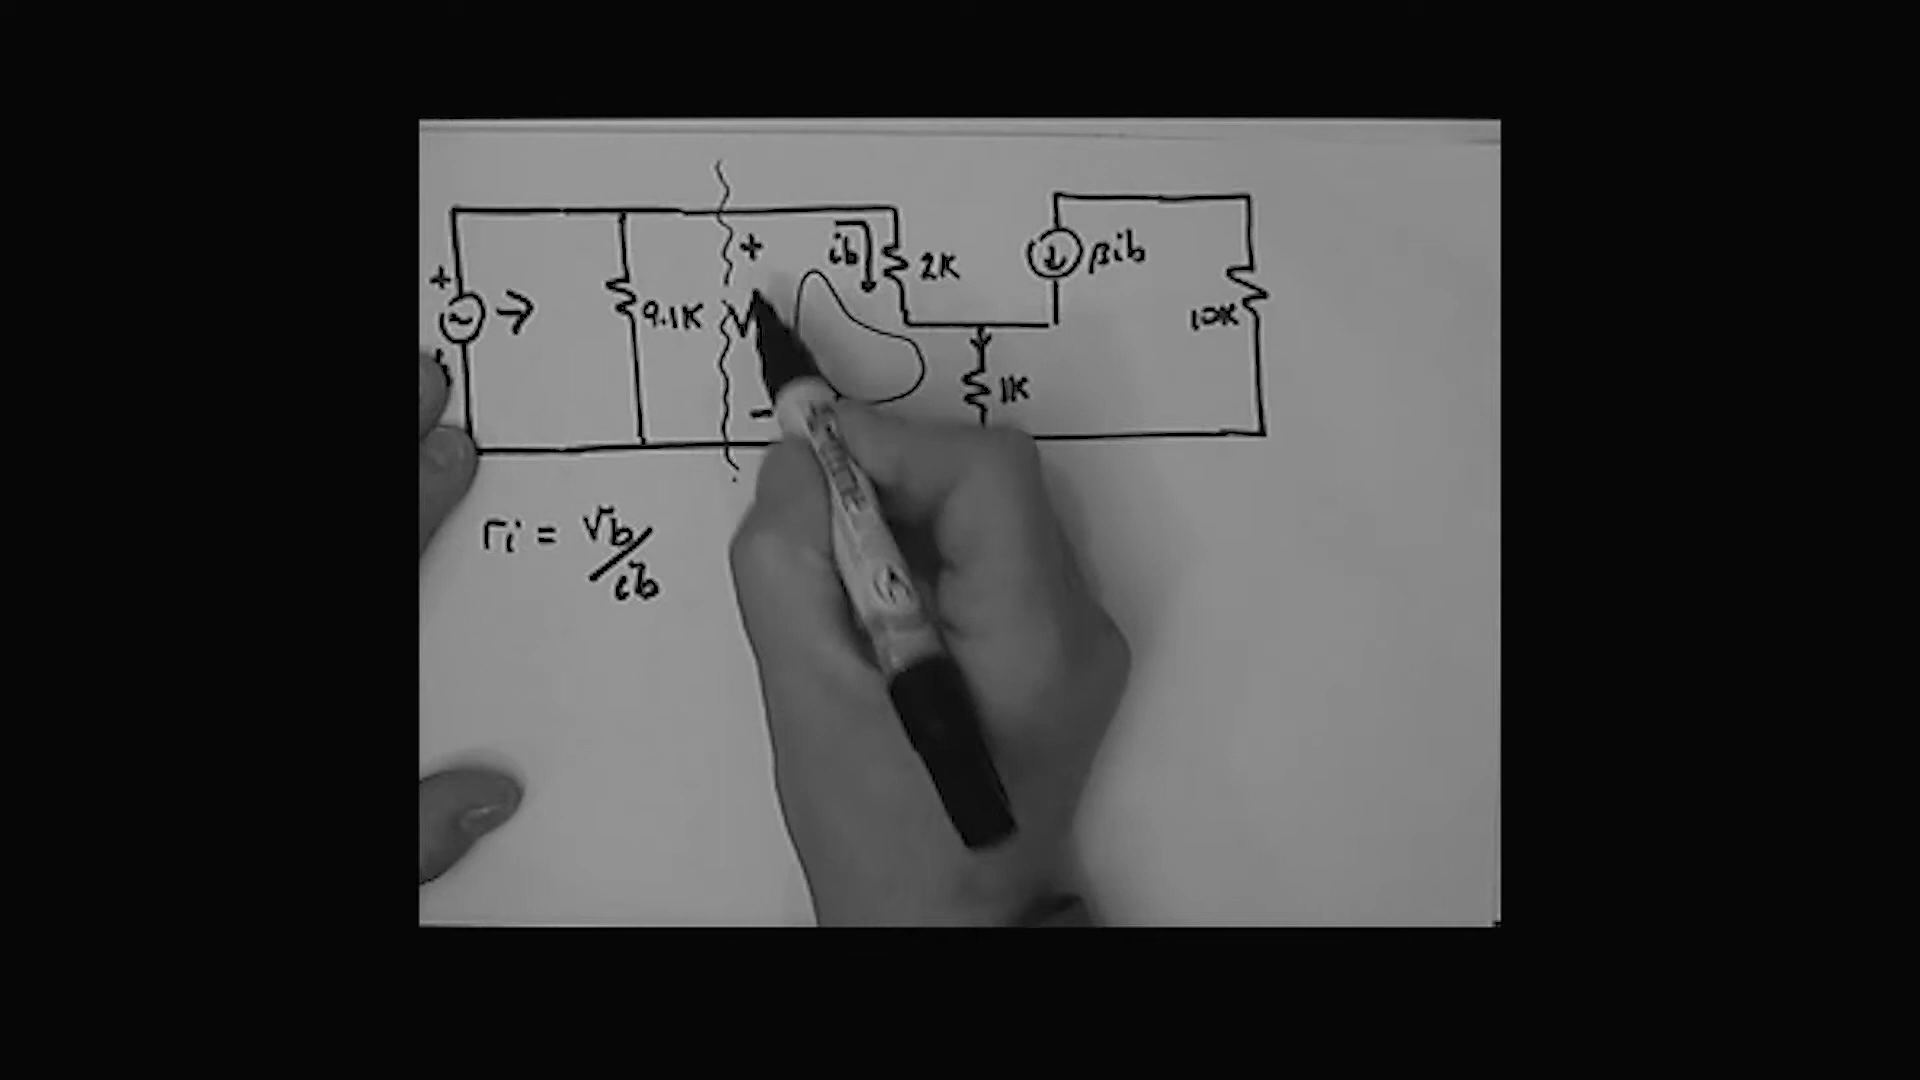 + ib 2K βib
9.1K 10K
1K
-
ri = Vb/ib